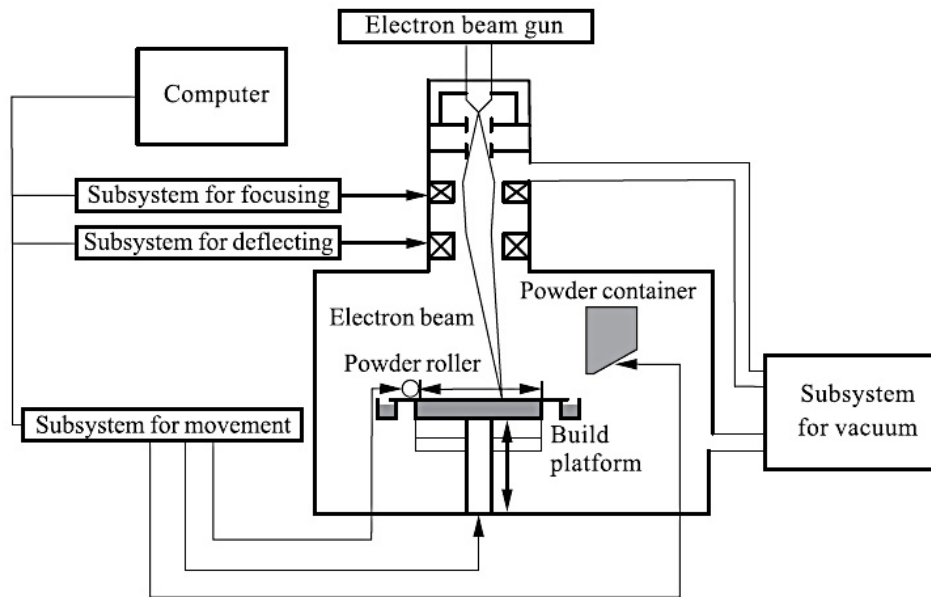 Electron beam gun
Computer
Subsystem for focusing
Subsystem for deflecting
Powder container
Electron beam
Powder roller
Subsystem
for vacuum
Subsystem for movement
Build
platform